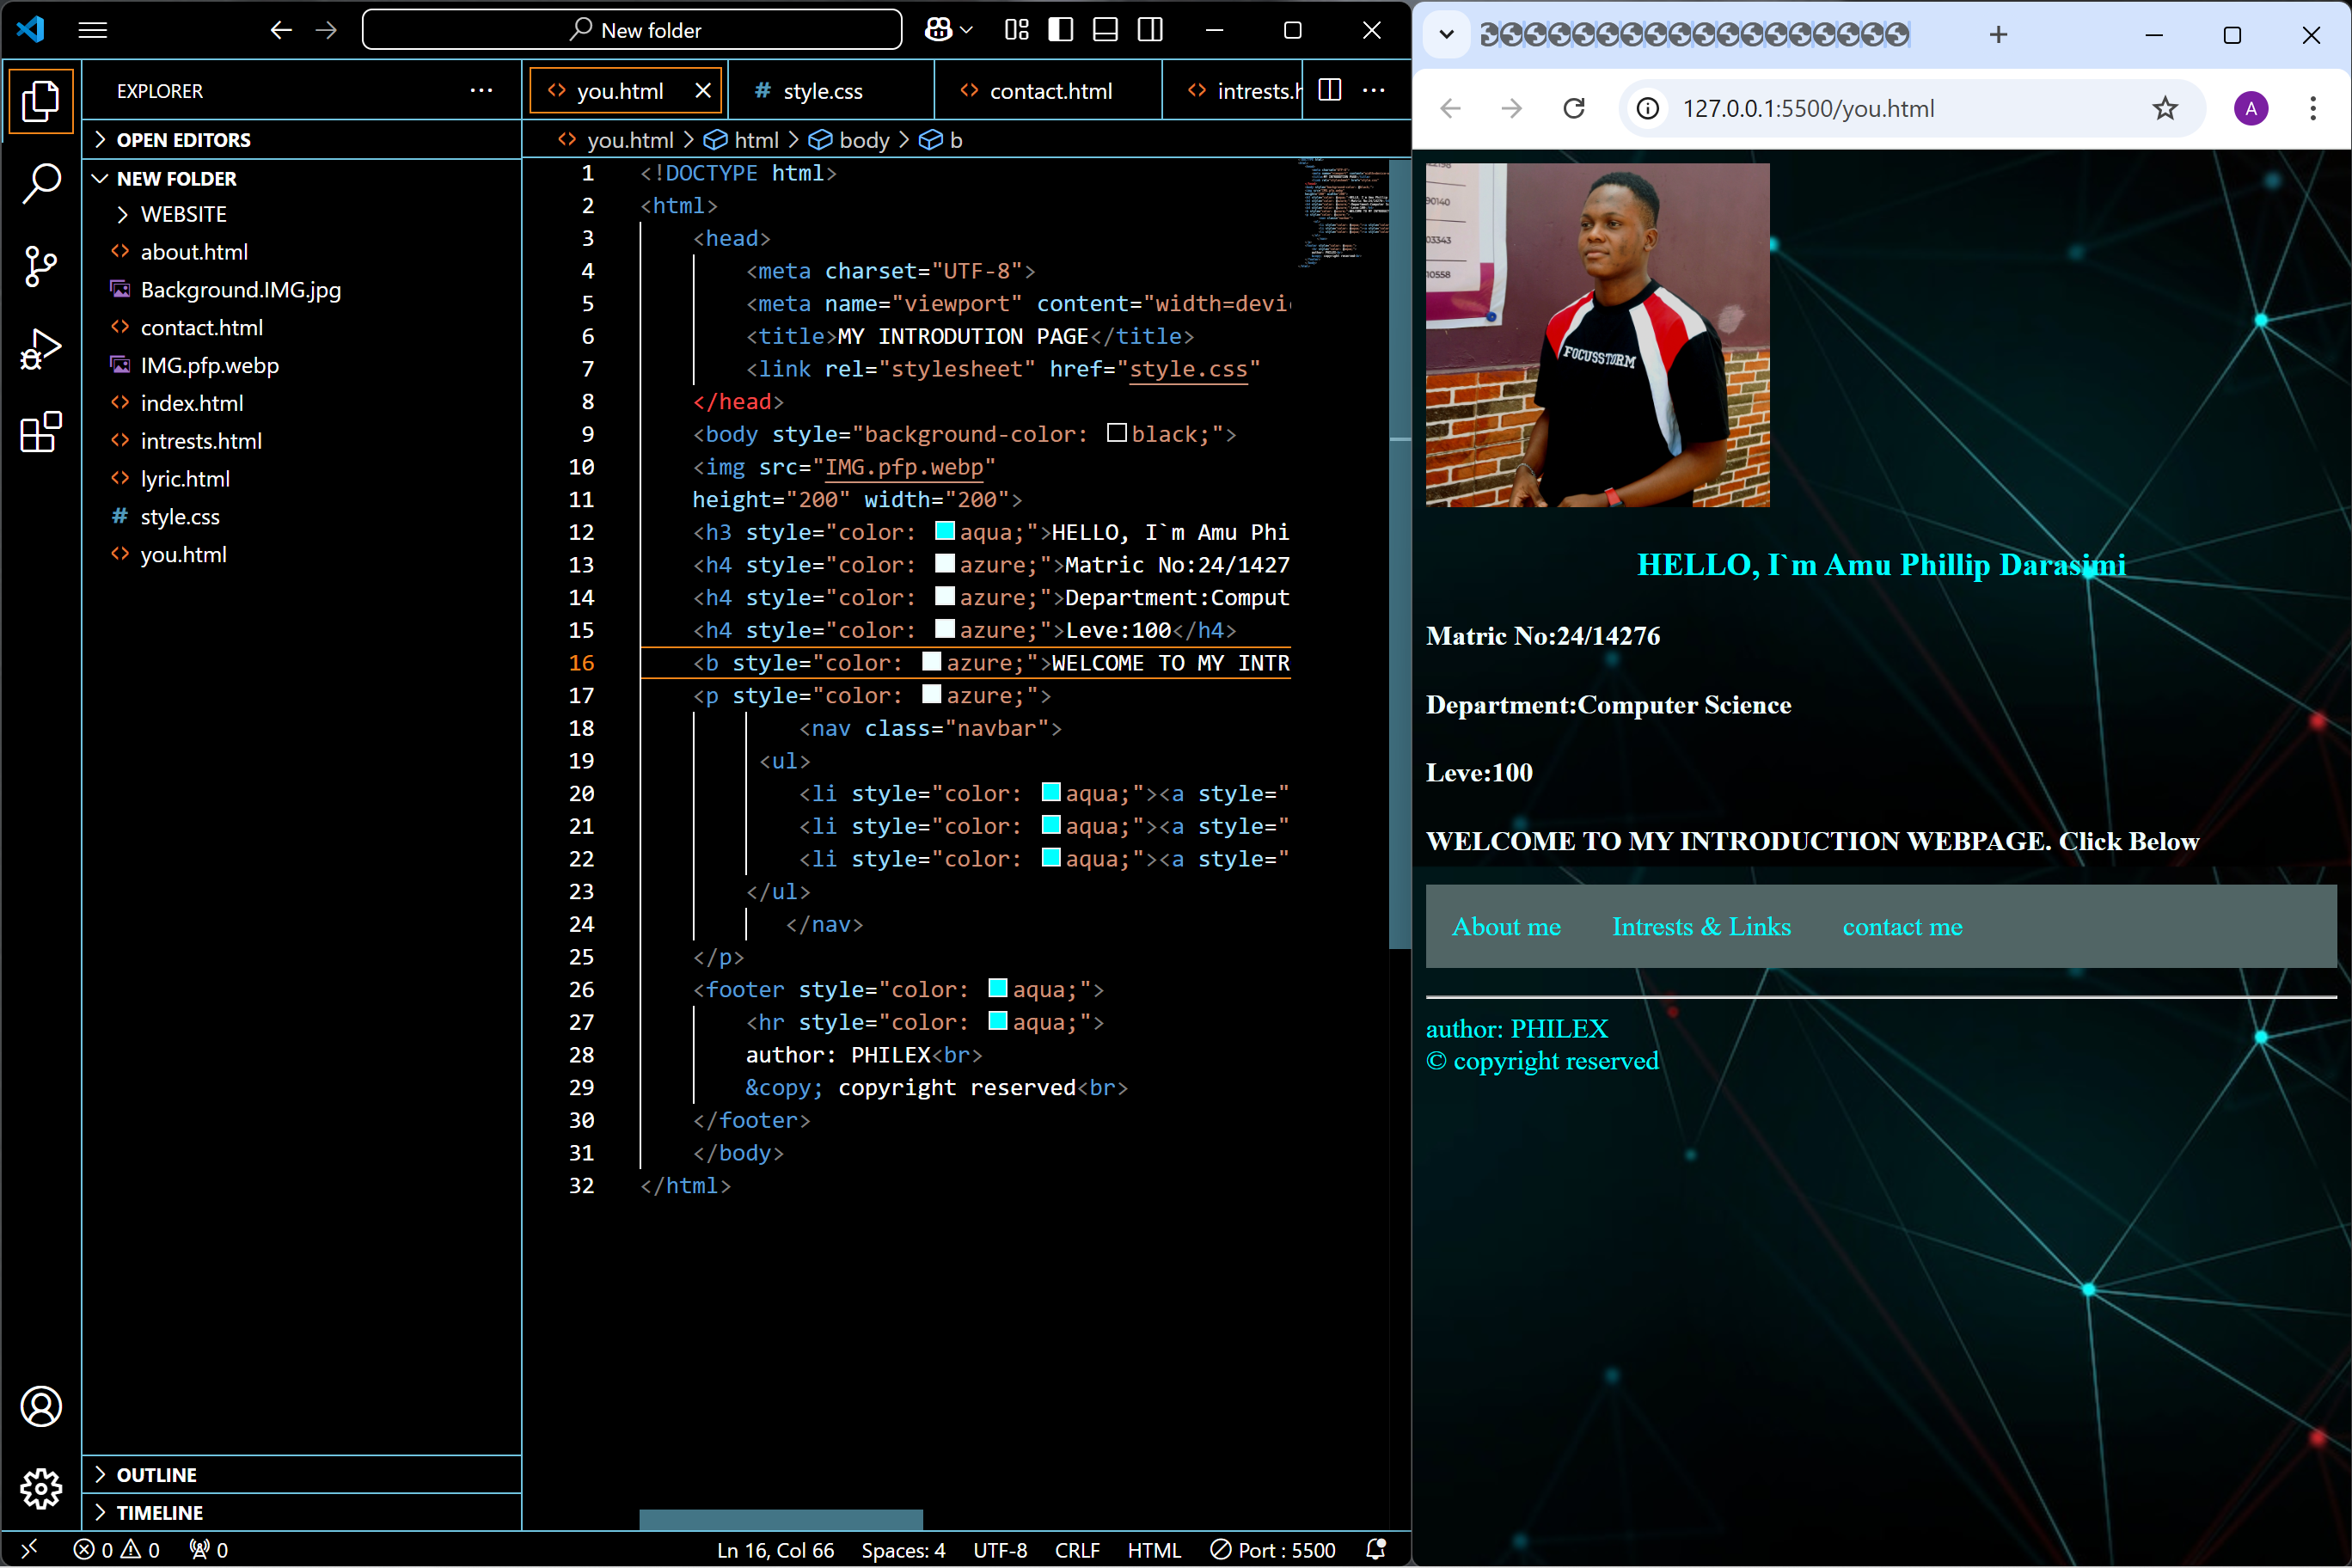 New folder
EXPLORER
OPEN EDITORS
NEW FOLDER
WEBSITE
about.html
Background.IMG.jpg
contact.html
IMG.pfp.webp
index.html
intrests.html
lyric.html
style.css
you.html
OUTLINE
TIMELINE
you.html
style.css
contact.html
intrests.h
you.html > html > body > b
1 <!DOCTYPE html>
2 <html>
3 <head>
4 <meta charset="UTF-8">
5 <meta name="viewport" content="width=devi
6 <title>MY INTRODUTION PAGE</title>
7 <link rel="stylesheet" href="style.css"
8 </head>
9 <body style="background-color: black;">
10 <img src="IMG.pfp.webp"
11 height="200" width="200">
12 <h3 style="color: aqua;">HELLO, I`m Amu Phi
13 <h4 style="color: azure;">Matric No:24/1427
14 <h4 style="color: azure;">Department:Comput
15 <h4 style="color: azure;">Leve:100</h4>
16 <b style="color: azure;">WELCOME TO MY INTR
17 <p style="color: azure;">
18 <nav class="navbar">
19 <ul>
20 <li style="color: aqua;"><a style="
21 <li style="color: aqua;"><a style="
22 <li style="color: aqua;"><a style="
23 </ul>
24 </nav>
25 </p>
26 <footer style="color: aqua;">
27 <hr style="color: aqua;">
28 author: PHILEX<br>
29 &copy; copyright reserved<br>
30 </footer>
31 </body>
32 </html>
0 0 0
Ln 16, Col 66 Spaces: 4 UTF-8 CRLF HTML Port : 5500
A
127.0.0.1:5500/you.html
90140
03343
10558
FOCUSSTORM
HELLO, I`m Amu Phillip Darasimi
Matric No:24/14276
Department:Computer Science
Leve:100
WELCOME TO MY INTRODUCTION WEBPAGE. Click Below
About me Intrests & Links contact me
author: PHILEX
© copyright reserved